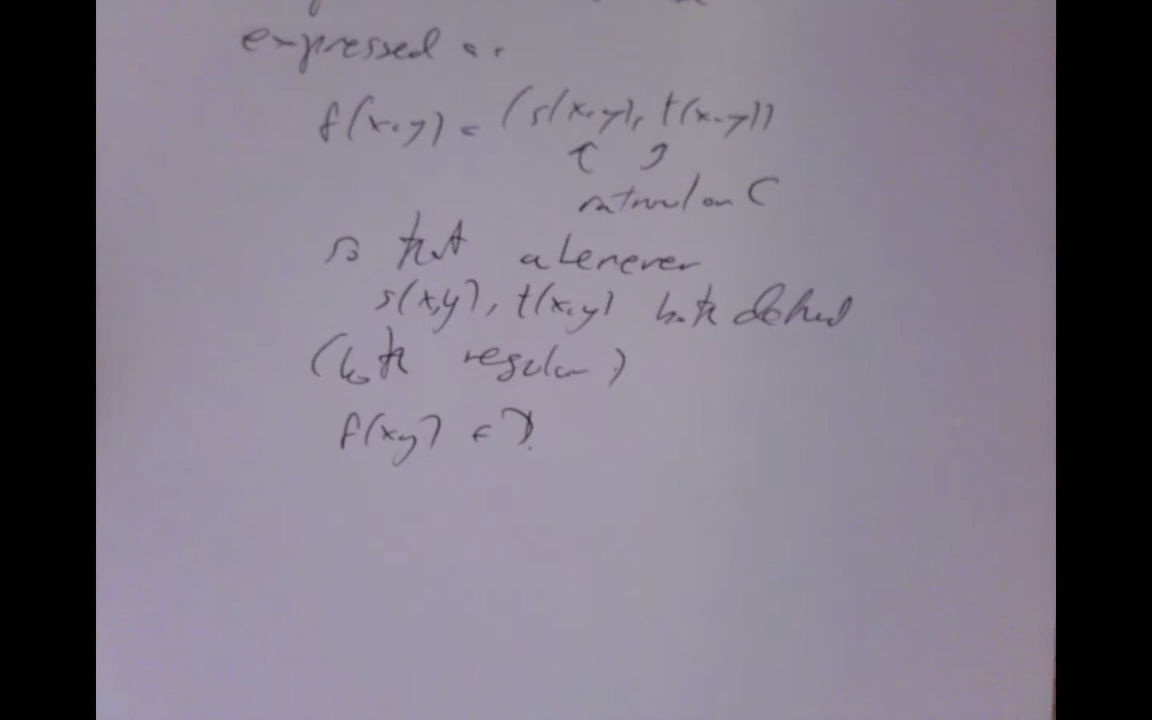 expressed as
f(x,y) = (s(x,y), t(x,y))
rational on C
so that whenever
s(x,y), t(x,y) both defined
(both regular)
f(x,y) ∈ D.